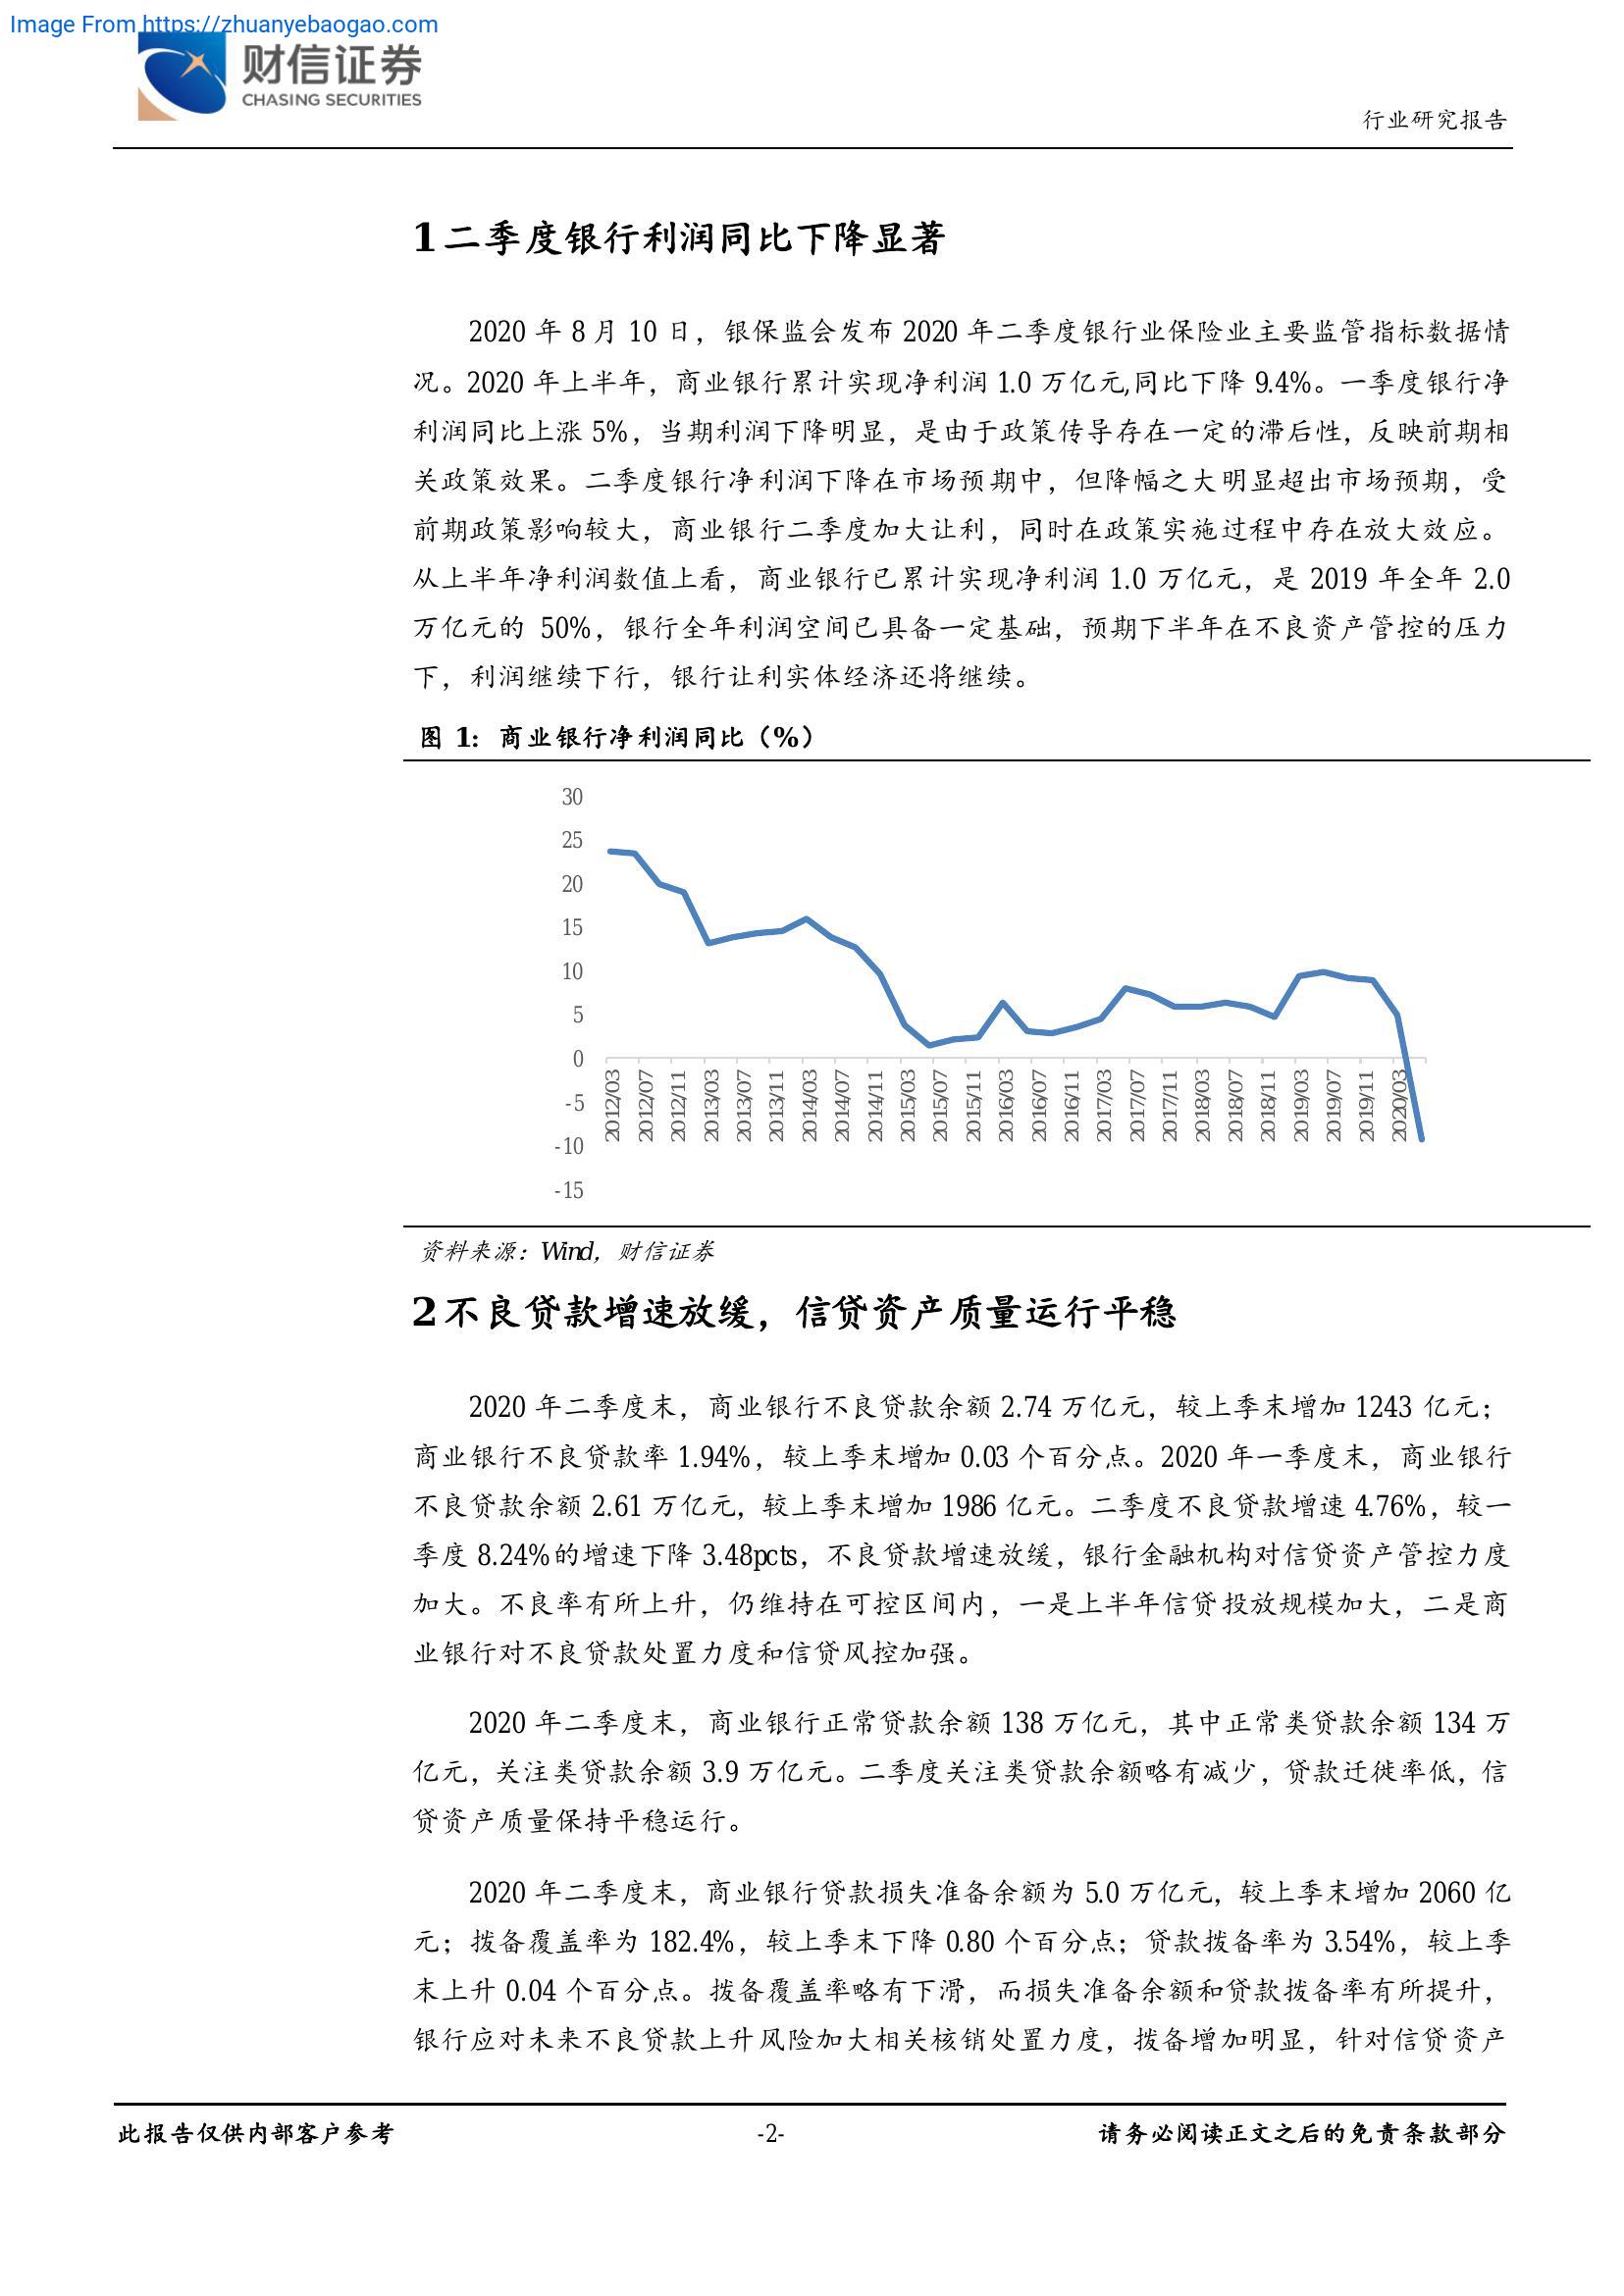 Image From https://zhuanyebaogao.com
财信证券
CHASING SECURITIES
行业研究报告
1 二季度银行利润同比下降显著
2020 年 8 月 10 日，银保监会发布 2020 年二季度银行业保险业主要监管指标数据情
况。2020 年上半年，商业银行累计实现净利润 1.0 万亿元,同比下降 9.4%。一季度银行净
利润同比上涨 5%，当期利润下降明显，是由于政策传导存在一定的滞后性，反映前期相
关政策效果。二季度银行净利润下降在市场预期中，但降幅之大明显超出市场预期，受
前期政策影响较大，商业银行二季度加大让利，同时在政策实施过程中存在放大效应。
从上半年净利润数值上看，商业银行已累计实现净利润 1.0 万亿元，是 2019 年全年 2.0
万亿元的 50%，银行全年利润空间已具备一定基础，预期下半年在不良资产管控的压力
下，利润继续下行，银行让利实体经济还将继续。
图 1：商业银行净利润同比（%）
30
25
20
15
10
5
0
-5
-10
-15
2012/03
2012/07
2012/11
2013/03
2013/07
2013/11
2014/03
2014/07
2014/11
2015/03
2015/07
2015/11
2016/03
2016/07
2016/11
2017/03
2017/07
2017/11
2018/03
2018/07
2018/11
2019/03
2019/07
2019/11
2020/03
资料来源：Wind，财信证券
2 不良贷款增速放缓，信贷资产质量运行平稳
2020 年二季度末，商业银行不良贷款余额 2.74 万亿元，较上季末增加 1243 亿元；
商业银行不良贷款率 1.94%，较上季末增加 0.03 个百分点。2020 年一季度末，商业银行
不良贷款余额 2.61 万亿元，较上季末增加 1986 亿元。二季度不良贷款增速 4.76%，较一
季度 8.24%的增速下降 3.48pcts，不良贷款增速放缓，银行金融机构对信贷资产管控力度
加大。不良率有所上升，仍维持在可控区间内，一是上半年信贷投放规模加大，二是商
业银行对不良贷款处置力度和信贷风控加强。
2020 年二季度末，商业银行正常贷款余额 138 万亿元，其中正常类贷款余额 134 万
亿元，关注类贷款余额 3.9 万亿元。二季度关注类贷款余额略有减少，贷款迁徙率低，信
贷资产质量保持平稳运行。
2020 年二季度末，商业银行贷款损失准备余额为 5.0 万亿元，较上季末增加 2060 亿
元；拨备覆盖率为 182.4%，较上季末下降 0.80 个百分点；贷款拨备率为 3.54%，较上季
末上升 0.04 个百分点。拨备覆盖率略有下滑，而损失准备余额和贷款拨备率有所提升，
银行应对未来不良贷款上升风险加大相关核销处置力度，拨备增加明显，针对信贷资产
此报告仅供内部客户参考
-2-
请务必阅读正文之后的免责条款部分